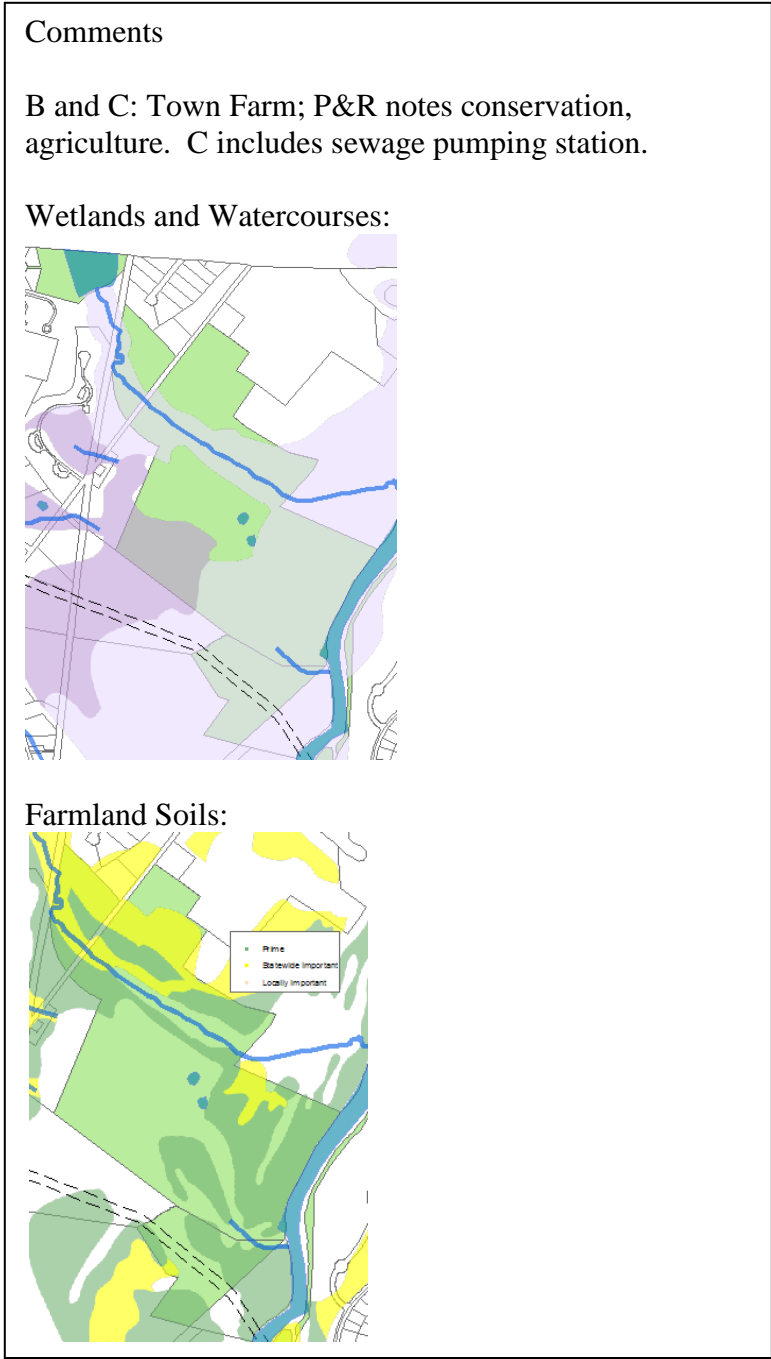 Comments
B and C: Town Farm; P&R notes conservation,
agriculture.  C includes sewage pumping station.
Wetlands and Watercourses:
Farmland Soils:
Prime
Statewide Important
Locally Important